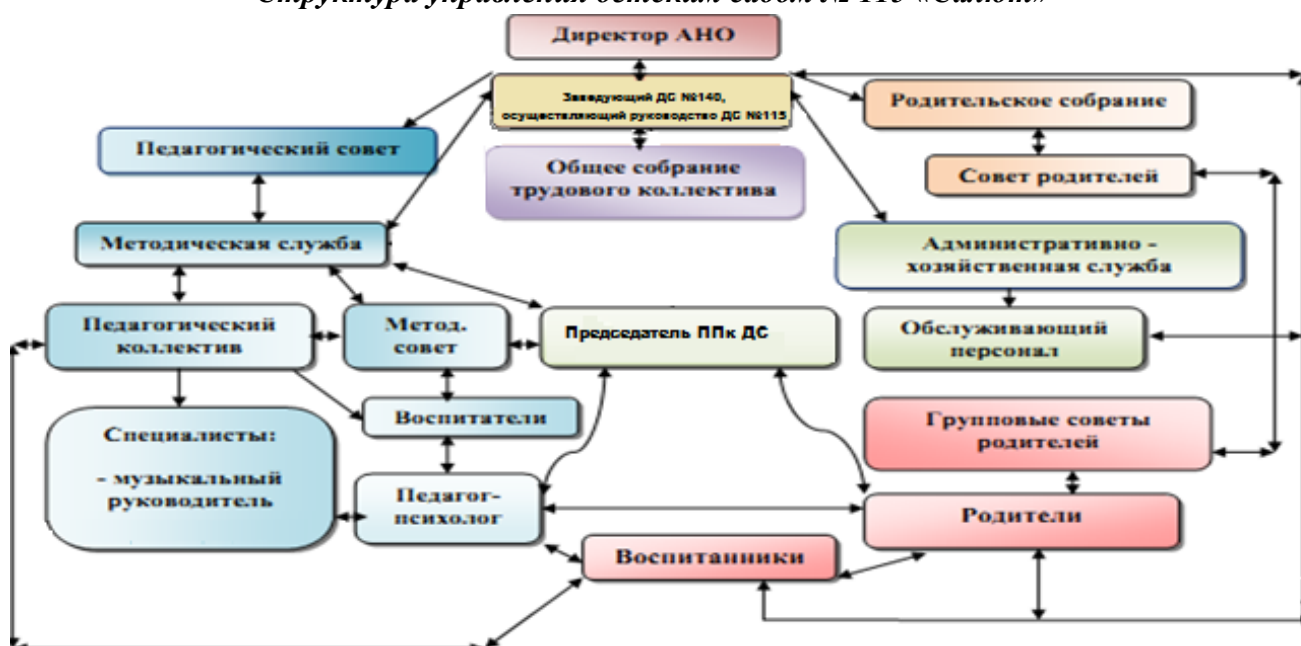 Структура управления детским садом № 115 «Салют»
Директор АНО
Заведующий ДС №140,
осуществляющий руководство ДС №115
Родительское собрание
Педагогический совет
Общее собрание
трудового коллектива
Совет родителей
Методическая служба
Административно -
хозяйственная служба
Педагогический
коллектив
Метод.
совет
Председатель ППк ДС
Обслуживающий
персонал
Воспитатели
Групповые советы
родителей
Специалисты:
- музыкальный
руководитель
Педагог-
психолог
Родители
Воспитанники